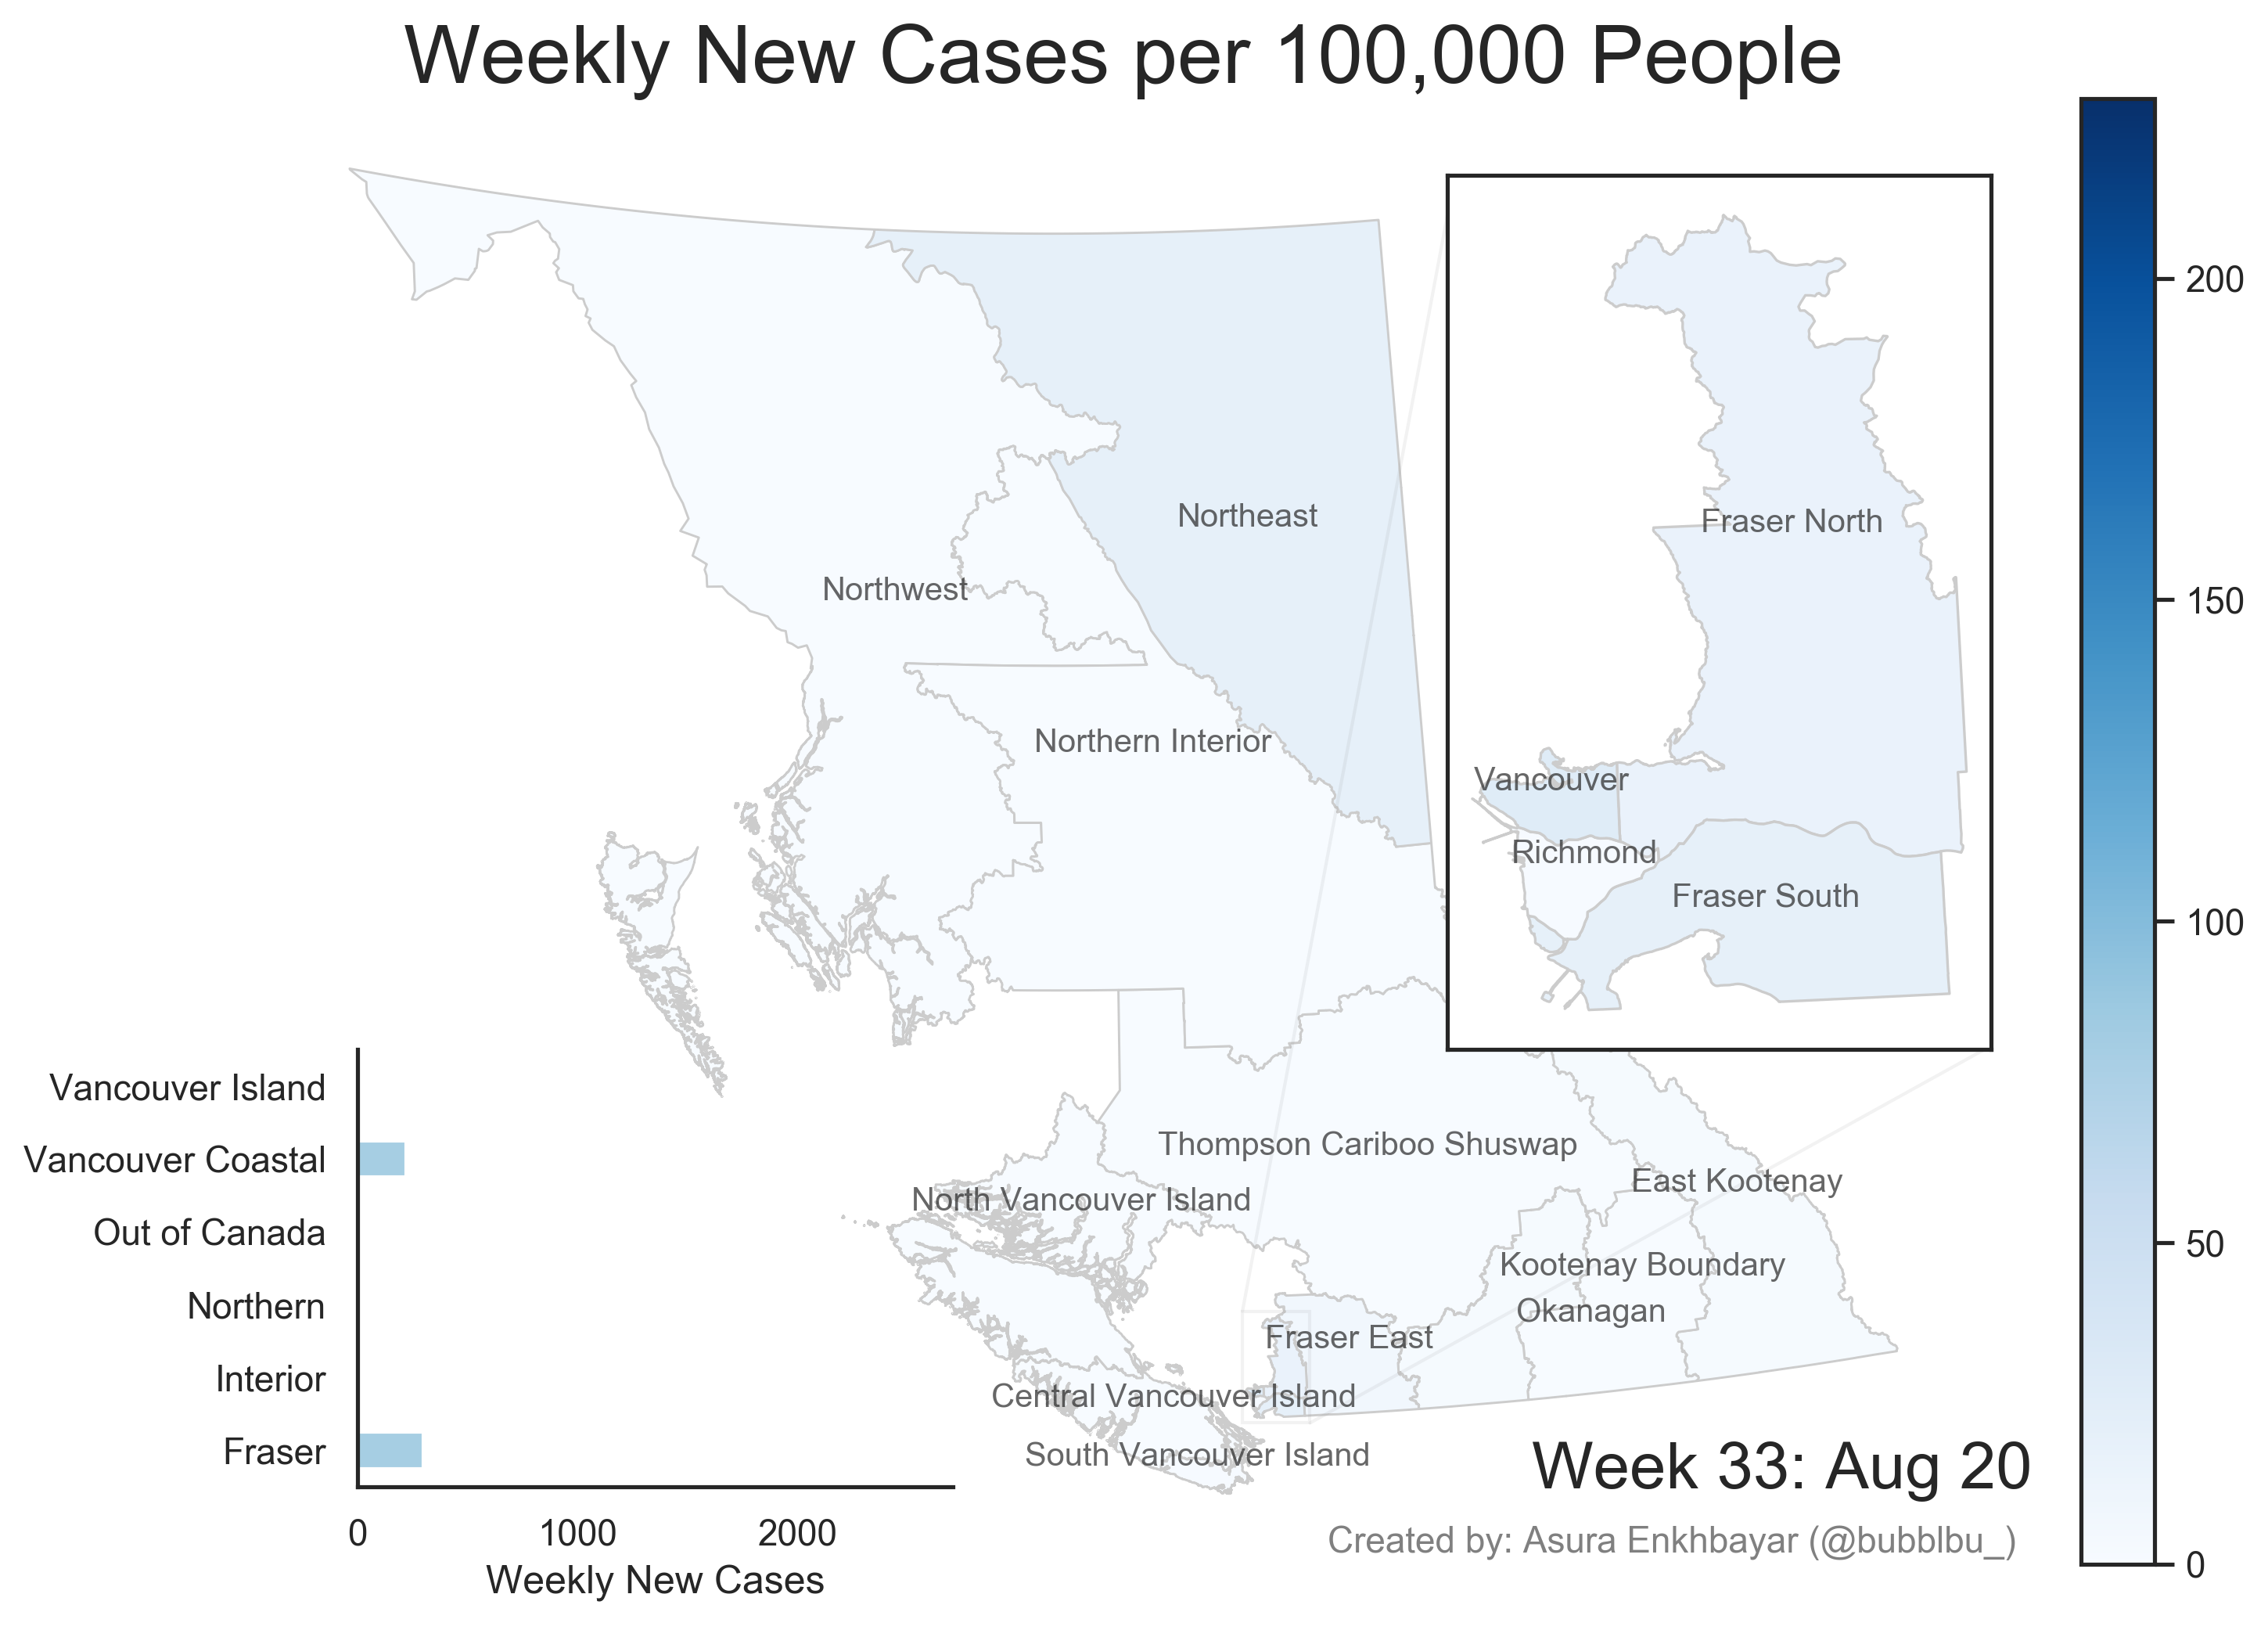 Weekly New Cases per 100,000 People
200
150
100
50
0
Northeast
Northwest
Northern Interior
Fraser North
Vancouver
Richmond
Fraser South
Thompson Cariboo Shuswap
East Kootenay
North Vancouver Island
Kootenay Boundary
Okanagan
Fraser East
Central Vancouver Island
South Vancouver Island
Vancouver Island
Vancouver Coastal
Out of Canada
Northern
Interior
Fraser
0 1000 2000
Weekly New Cases
Week 33: Aug 20
Created by: Asura Enkhbayar (@bubblbu_)